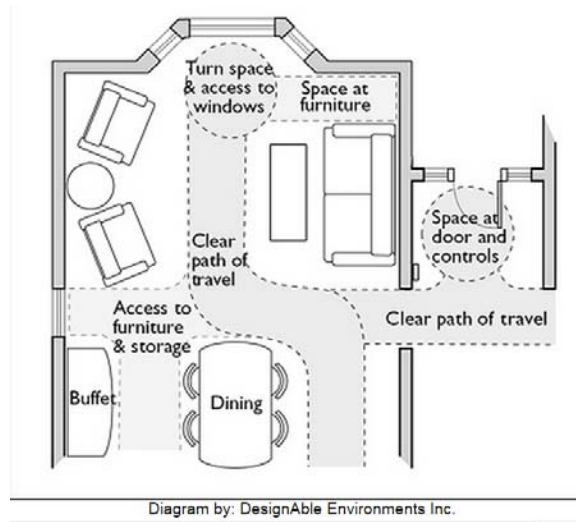 Turn space
& access to
windows
Space at
furniture
Space at
door and
controls
Clear
path of
travel
Clear path of travel
Access to
furniture
& storage
Buffet
Dining
Diagram by: DesignAble Environments Inc.